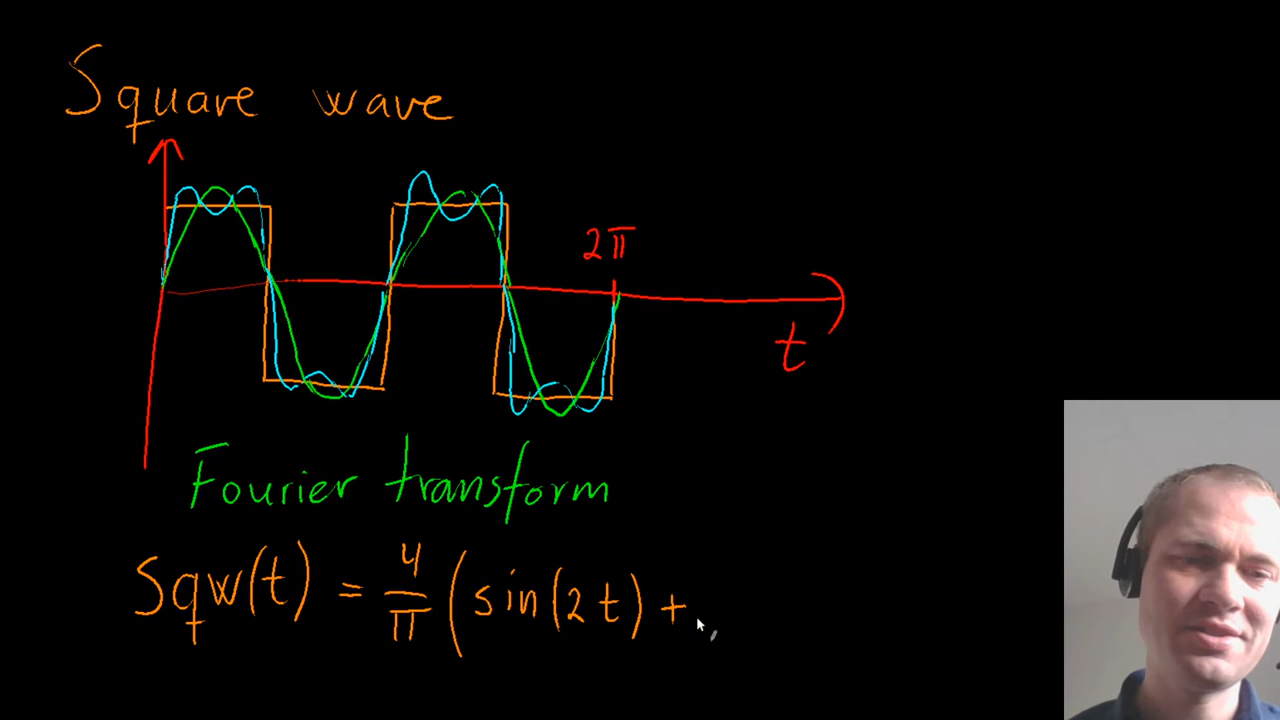 Square wave
2π
t
Fourier transform
Sqw(t) = 4/π (sin(2t) +